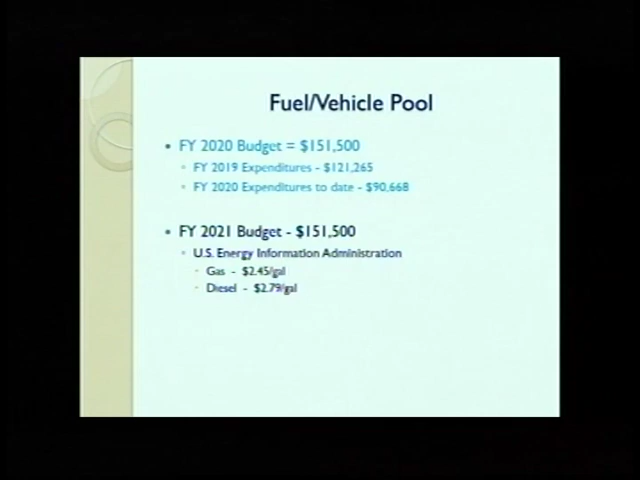 Fuel/Vehicle Pool
• FY 2020 Budget = $151,500
◦ FY 2019 Expenditures - $121,265
◦ FY 2020 Expenditures to date - $90,668
• FY 2021 Budget - $151,500
◦ U.S. Energy Information Administration
· Gas - $2.45/gal
· Diesel - $2.79/gal